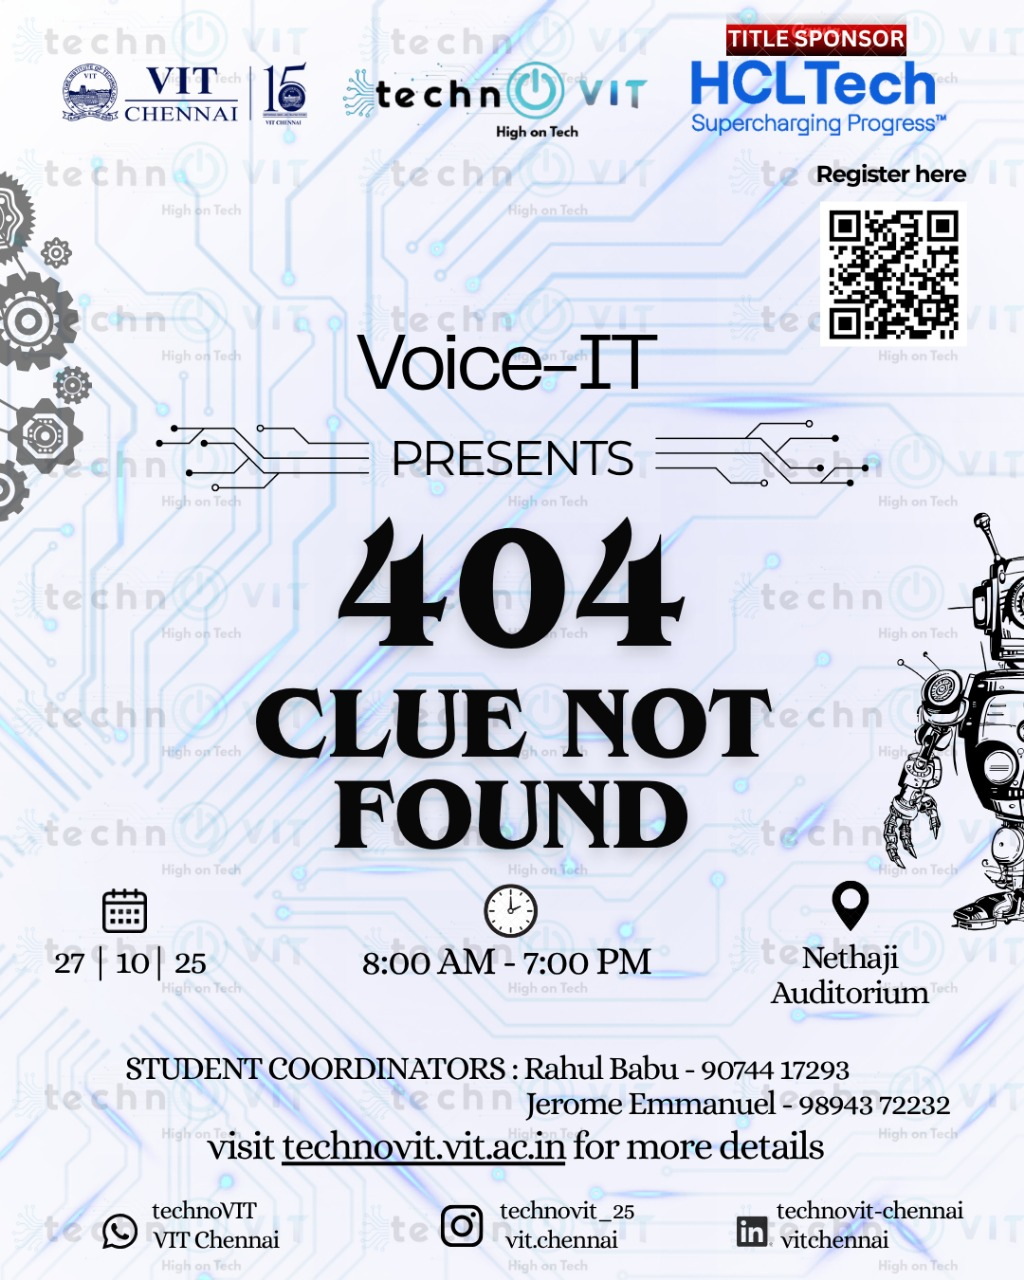 TITLE SPONSOR
VIT
CHENNAI
15
VIT CHENNAI
technoVIT
High on Tech
HCLTech
Supercharging Progress™
Register here
Voice-IT
PRESENTS
404
CLUE NOT
FOUND
27 | 10 | 25
8:00 AM - 7:00 PM
Nethaji
Auditorium
STUDENT COORDINATORS : Rahul Babu - 90744 17293
Jerome Emmanuel - 98943 72232
visit technovit.vit.ac.in for more details
technoVIT
VIT Chennai
technovit_25
vit.chennai
technovit-chennai
vitchennai